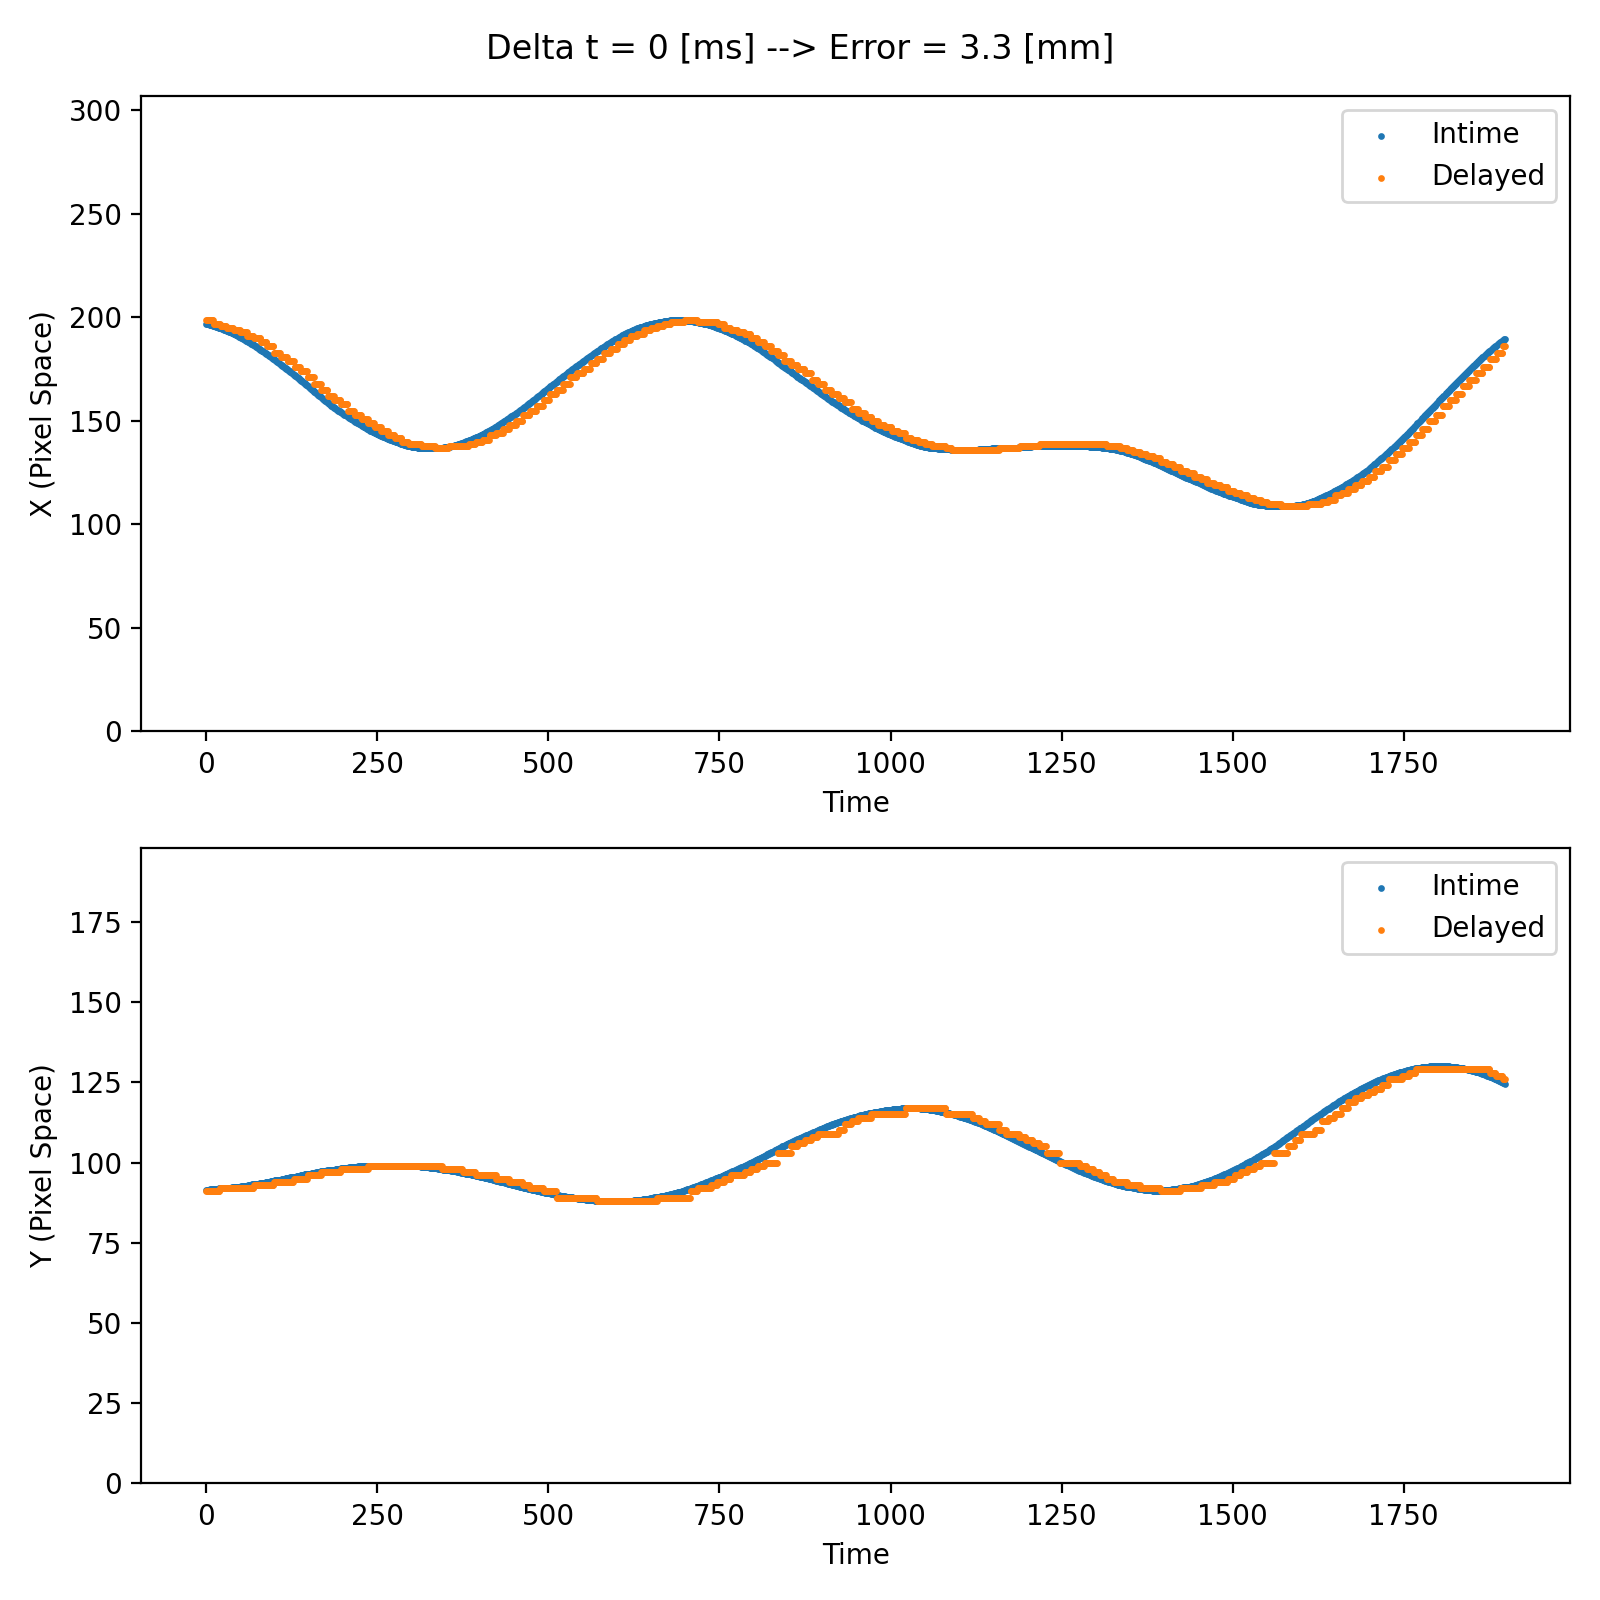 Delta t = 0 [ms] --> Error = 3.3 [mm]
300
250
200
150
100
50
0
X (Pixel Space)
Intime
Delayed
0 250 500 750 1000 1250 1500 1750
Time
175
150
125
100
75
50
25
0
Y (Pixel Space)
Intime
Delayed
0 250 500 750 1000 1250 1500 1750
Time